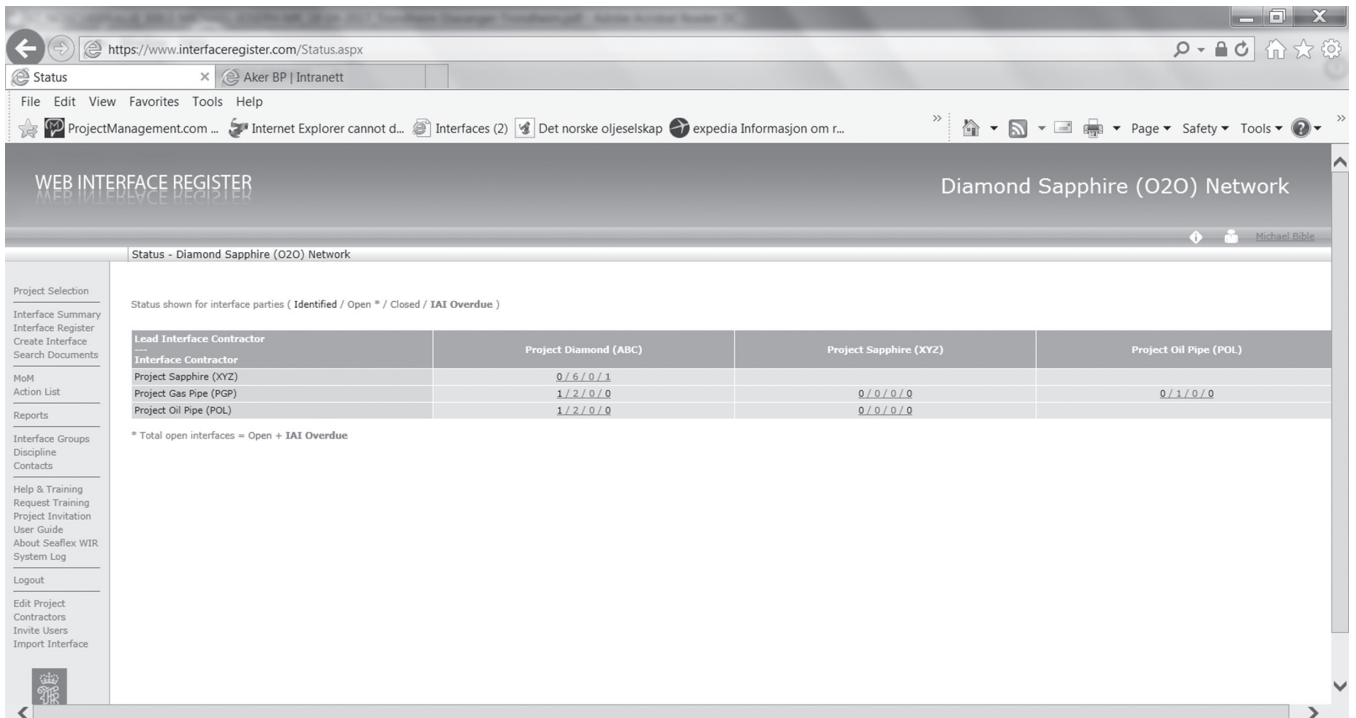 https://www.interfaceregister.com/Status.aspx
Status
Aker BP | Intranett
File Edit View Favorites Tools Help
ProjectManagement.com ... Internet Explorer cannot d... Interfaces (2) Det norske oljeselskap expedia Informasjon om r...
Page Safety Tools
WEB INTERFACE REGISTER
Diamond Sapphire (O2O) Network
Michael Bible
Status - Diamond Sapphire (O2O) Network
Project Selection
Interface Summary
Interface Register
Create Interface
Search Documents
MoM
Action List
Reports
Interface Groups
Discipline
Contacts
Help & Training
Request Training
Project Invitation
User Guide
About Seaflex WIR
System Log
Logout
Edit Project
Contractors
Invite Users
Import Interface
Status shown for interface parties ( Identified / Open * / Closed / IAI Overdue )
Lead Interface Contractor
---
Interface Contractor
Project Diamond (ABC) Project Sapphire (XYZ) Project Oil Pipe (POL)
Project Sapphire (XYZ) 0 / 6 / 0 / 1
Project Gas Pipe (PGP) 1 / 2 / 0 / 0 0 / 0 / 0 / 0 0 / 1 / 0 / 0
Project Oil Pipe (POL) 1 / 2 / 0 / 0 0 / 0 / 0 / 0
* Total open interfaces = Open + IAI Overdue